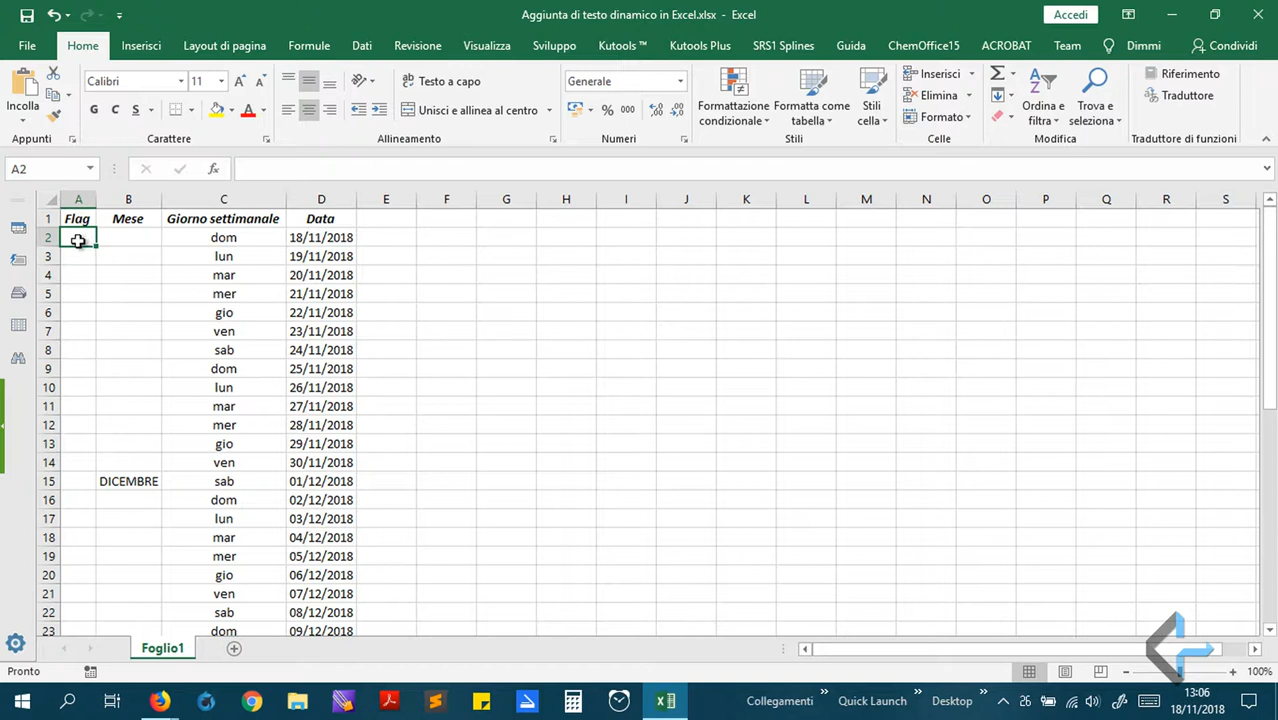 Aggiunta di testo dinamico in Excel.xlsx - Excel
Accedi
File Home Inserisci Layout di pagina Formule Dati Revisione Visualizza Sviluppo Kutools ™ Kutools Plus SRS1 Splines Guida ChemOffice15 ACROBAT Team Dimmi Condividi
Incolla
Calibri 11
G C S
Testo a capo
Unisci e allinea al centro
Generale
% 000
Formattazione condizionale
Formatta come tabella
Stili cella
Inserisci
Elimina
Formato
Ordina e filtra
Trova e seleziona
Riferimento
Traduttore
Appunti Carattere Allineamento Numeri Stili Celle Modifica Traduttore di funzioni
A2 fx
A B C D E F G H I J K L M N O P Q R S
1 Flag Mese Giorno settimanale Data
2 dom 18/11/2018
3 lun 19/11/2018
4 mar 20/11/2018
5 mer 21/11/2018
6 gio 22/11/2018
7 ven 23/11/2018
8 sab 24/11/2018
9 dom 25/11/2018
10 lun 26/11/2018
11 mar 27/11/2018
12 mer 28/11/2018
13 gio 29/11/2018
14 ven 30/11/2018
15 DICEMBRE sab 01/12/2018
16 dom 02/12/2018
17 lun 03/12/2018
18 mar 04/12/2018
19 mer 05/12/2018
20 gio 06/12/2018
21 ven 07/12/2018
22 sab 08/12/2018
23 dom 09/12/2018
Foglio1
Pronto
100%
Collegamenti Quick Launch Desktop 26 13:06
18/11/2018